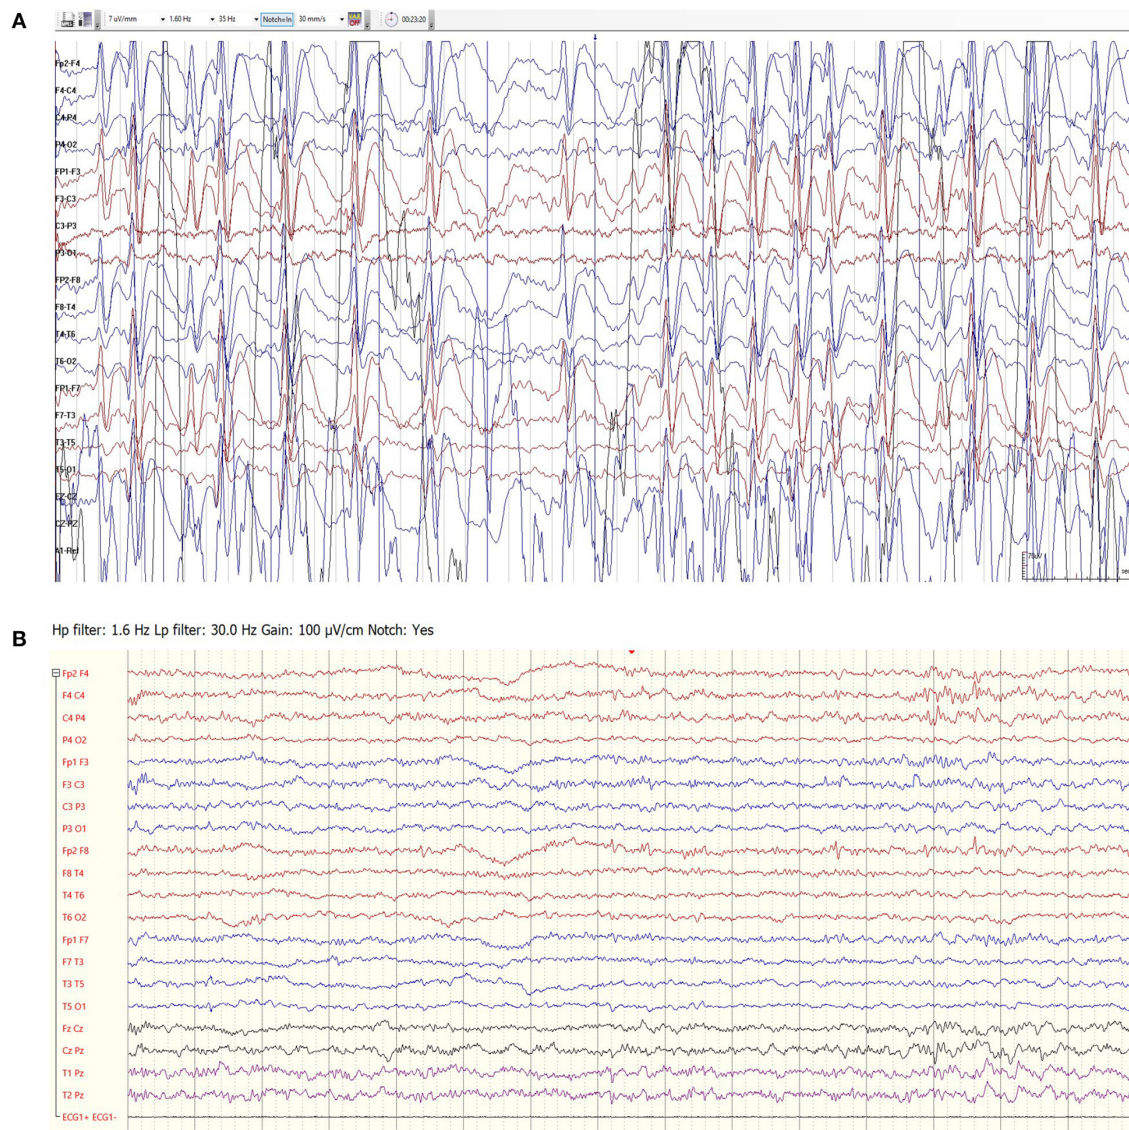 A
7 uV/mm 1.60 Hz 35 Hz Notch=In 30 mm/s 00:23:20
Fp2-F4
F4-C4
C4-P4
P4-O2
FP1-F3
F3-C3
C3-P3
P3-O1
FP2-F8
F8-T4
T4-T6
T6-O2
FP1-F7
F7-T3
T3-T5
T5-O1
FZ-CZ
CZ-PZ
A1-Ref
B
Hp filter: 1.6 Hz Lp filter: 30.0 Hz Gain: 100 µV/cm Notch: Yes
Fp2 F4
F4 C4
C4 P4
P4 O2
Fp1 F3
F3 C3
C3 P3
P3 O1
Fp2 F8
F8 T4
T4 T6
T6 O2
Fp1 F7
F7 T3
T3 T5
T5 O1
Fz Cz
Cz Pz
T1 Pz
T2 Pz
ECG1+ ECG1-